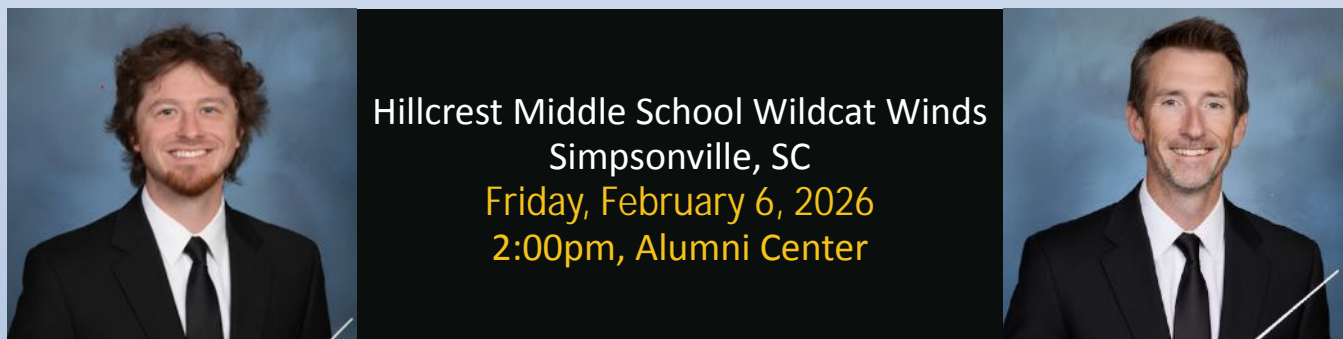 Hillcrest Middle School Wildcat Winds
Simpsonville, SC
Friday, February 6, 2026
2:00pm, Alumni Center